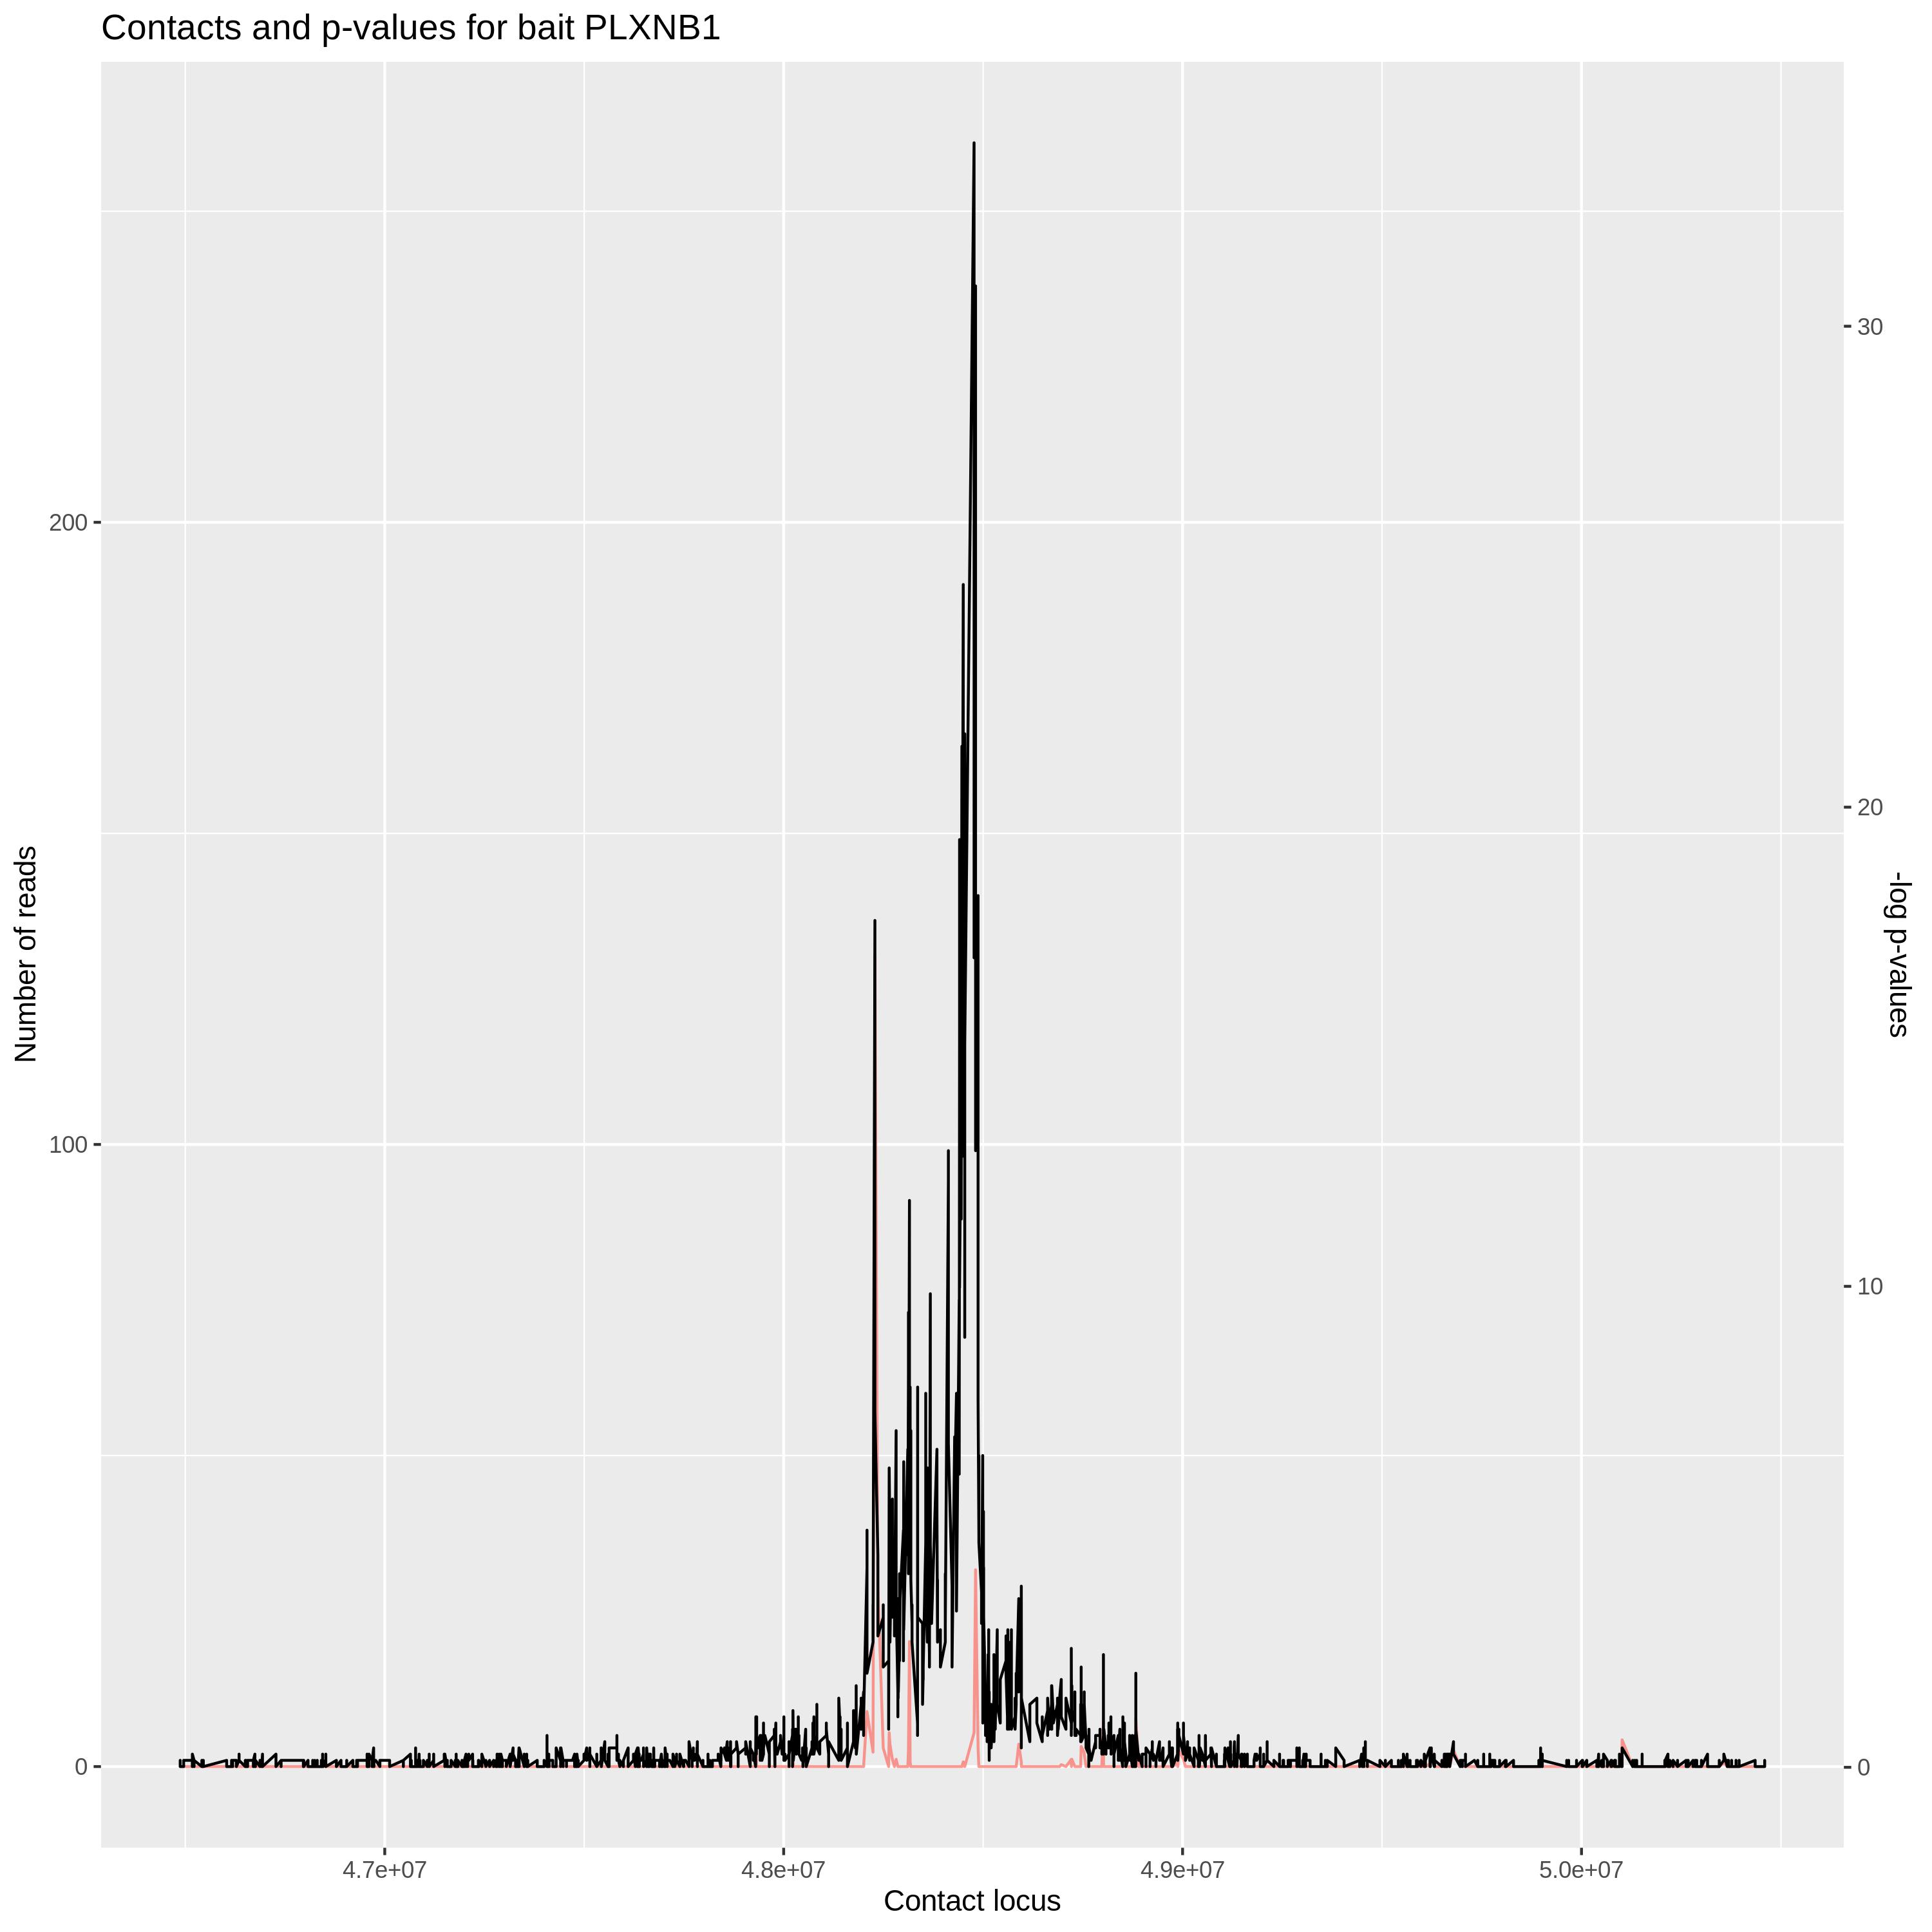 Contacts and p-values for bait PLXNB1
Number of reads
200
100
0
30
20
10
0
-log p-values
4.7e+07
4.8e+07
4.9e+07
5.0e+07
Contact locus